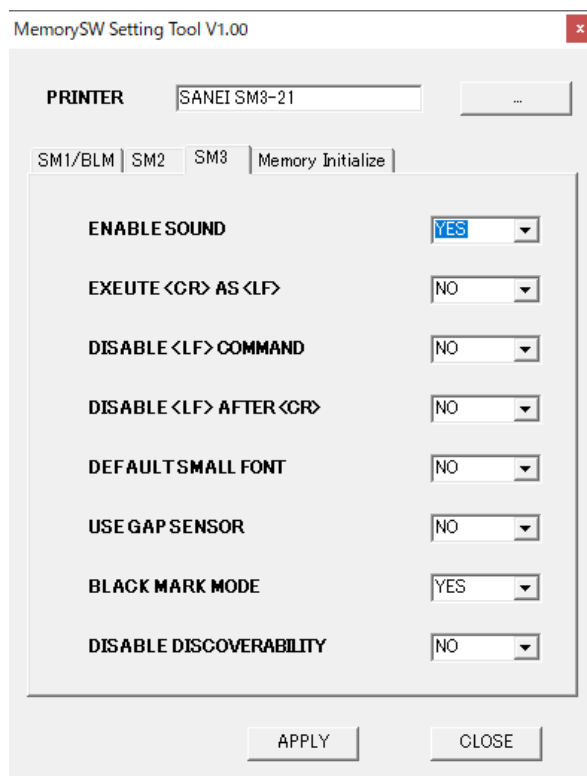 MemorySW Setting Tool V1.00
x
PRINTER SANEI SM3-21 ...
SM1/BLM SM2 SM3 Memory Initialize
ENABLE SOUND YES
EXEUTE <CR> AS <LF> NO
DISABLE <LF> COMMAND NO
DISABLE <LF> AFTER <CR> NO
DEFAULT SMALL FONT NO
USE GAP SENSOR NO
BLACK MARK MODE YES
DISABLE DISCOVERABILITY NO
APPLY CLOSE